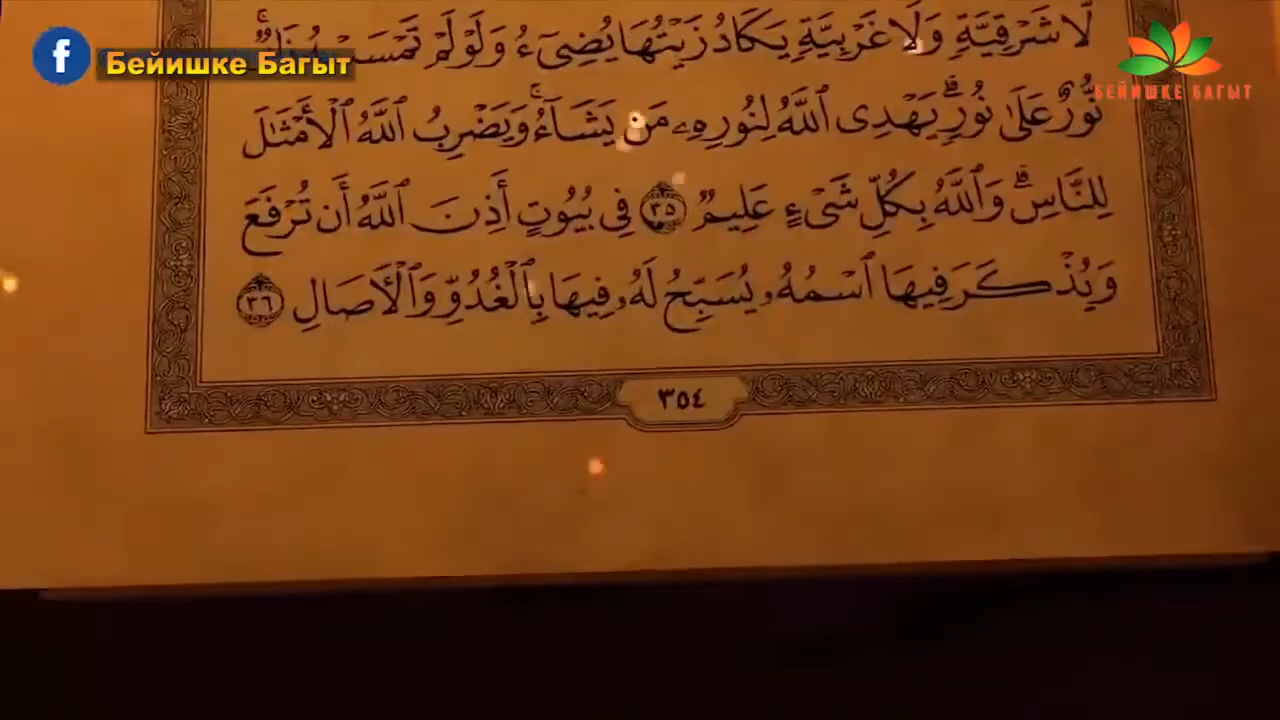 Бейишке Багыт
БЕЙИШКЕ БАГЫТ
لَّا شَرْقِيَّةٍ وَلَا غَرْبِيَّةٍ يَكَادُ زَيْتُهَا يُضِىٓءُ وَلَوْ لَمْ تَمْسَسْهُ نَارٌ ۚ
نُّورٌ عَلَىٰ نُورٍ ۗ يَهْدِى ٱللَّهُ لِنُورِهِۦ مَن يَشَآءُ ۚ وَيَضْرِبُ ٱللَّهُ ٱلْأَمْثَٰلَ
لِلنَّاسِ ۗ وَٱللَّهُ بِكُلِّ شَىْءٍ عَلِيمٌ ٣٥ فِى بُيُوتٍ أَذِنَ ٱللَّهُ أَن تُرْفَعَ
وَيُذْكَرَ فِيهَا ٱسْمُهُۥ يُسَبِّحُ لَهُۥ فِيهَا بِٱلْغُدُوِّ وَٱلْءَاصَالِ ٣٦
٣٥٤